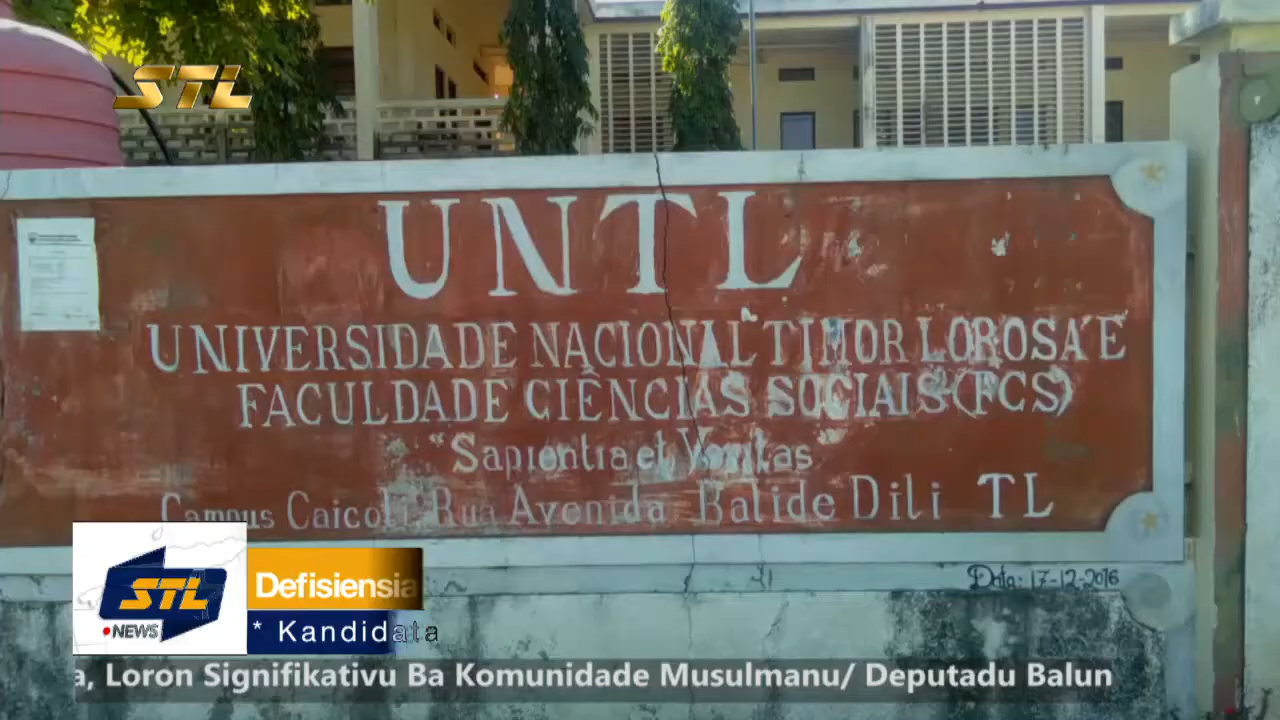 STL
UNTL
UNIVERSIDADE NACIONAL TIMOR LOROSA'E
FACULDADE CIÊNCIAS SOCIAIS (FCS)
"Sapientia et Veritas
Campus Caicoli, Rua Avenida Balide Dili TL
Data: 17-12-2016
STL
NEWS
Defisiensia
* Kandidata
a, Loron Signifikativu Ba Komunidade Musulmanu/ Deputadu Balun